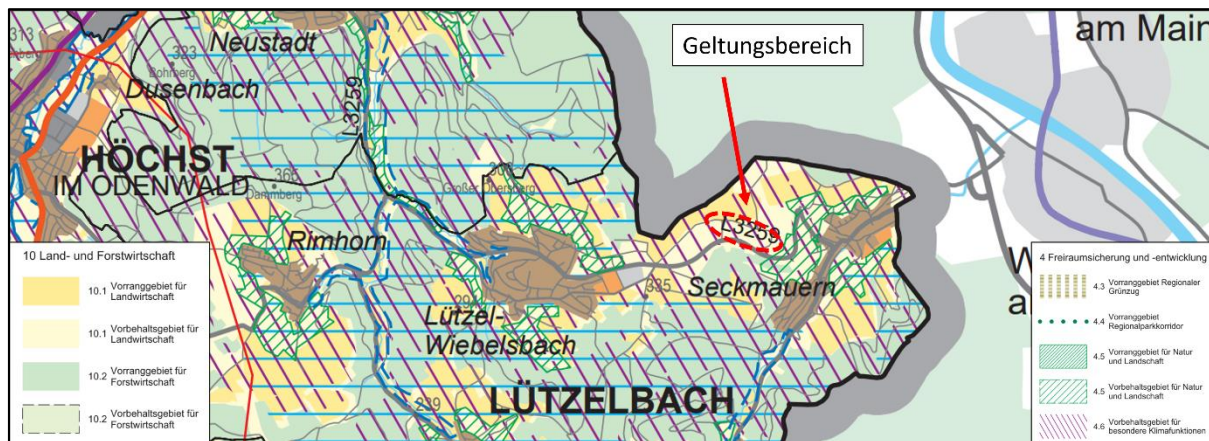 Geltungsbereich
am Main
313
Neustadt
323
Dusenbach
L3259
HÖCHST
IM ODENWALD
365
Dammberg
Rimhorn
L3259
Seckmauern
335
Lützel-
Wiebelsbach
LÜTZELBACH
239
10 Land- und Forstwirtschaft
10.1 Vorranggebiet für
Landwirtschaft
10.1 Vorbehaltsgebiet für
Landwirtschaft
10.2 Vorranggebiet für
Forstwirtschaft
10.2 Vorbehaltsgebiet für
Forstwirtschaft
4 Freiraumsicherung und -entwicklung
4.3 Vorranggebiet Regionaler
Grünzug
4.4 Vorranggebiet
Regionalparkkorridor
4.5 Vorranggebiet für Natur
und Landschaft
4.5 Vorbehaltsgebiet für Natur
und Landschaft
4.6 Vorbehaltsgebiet für
besondere Klimafunktionen